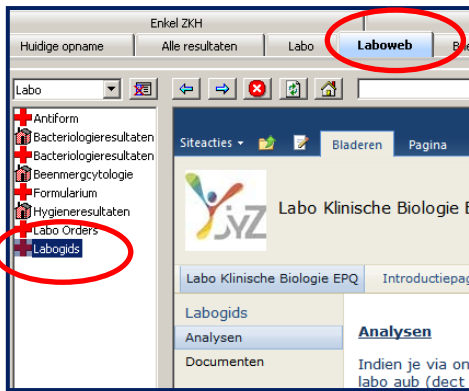 Enkel ZKH
Huidige opname Alle resultaten Labo Laboweb
Labo
Antiform
Bacteriologieresultaten
Bacteriologieresultaten
Beenmergcytologie
Formularium
Hygieneresultaten
Labo Orders
Labogids
Siteacties Bladeren Pagina
jyZ
Labo Klinische Biologie E
Labo Klinische Biologie EPQ Introductiepag
Labogids
Analysen
Documenten
Analysen
Indien je via on
labo aub (dect